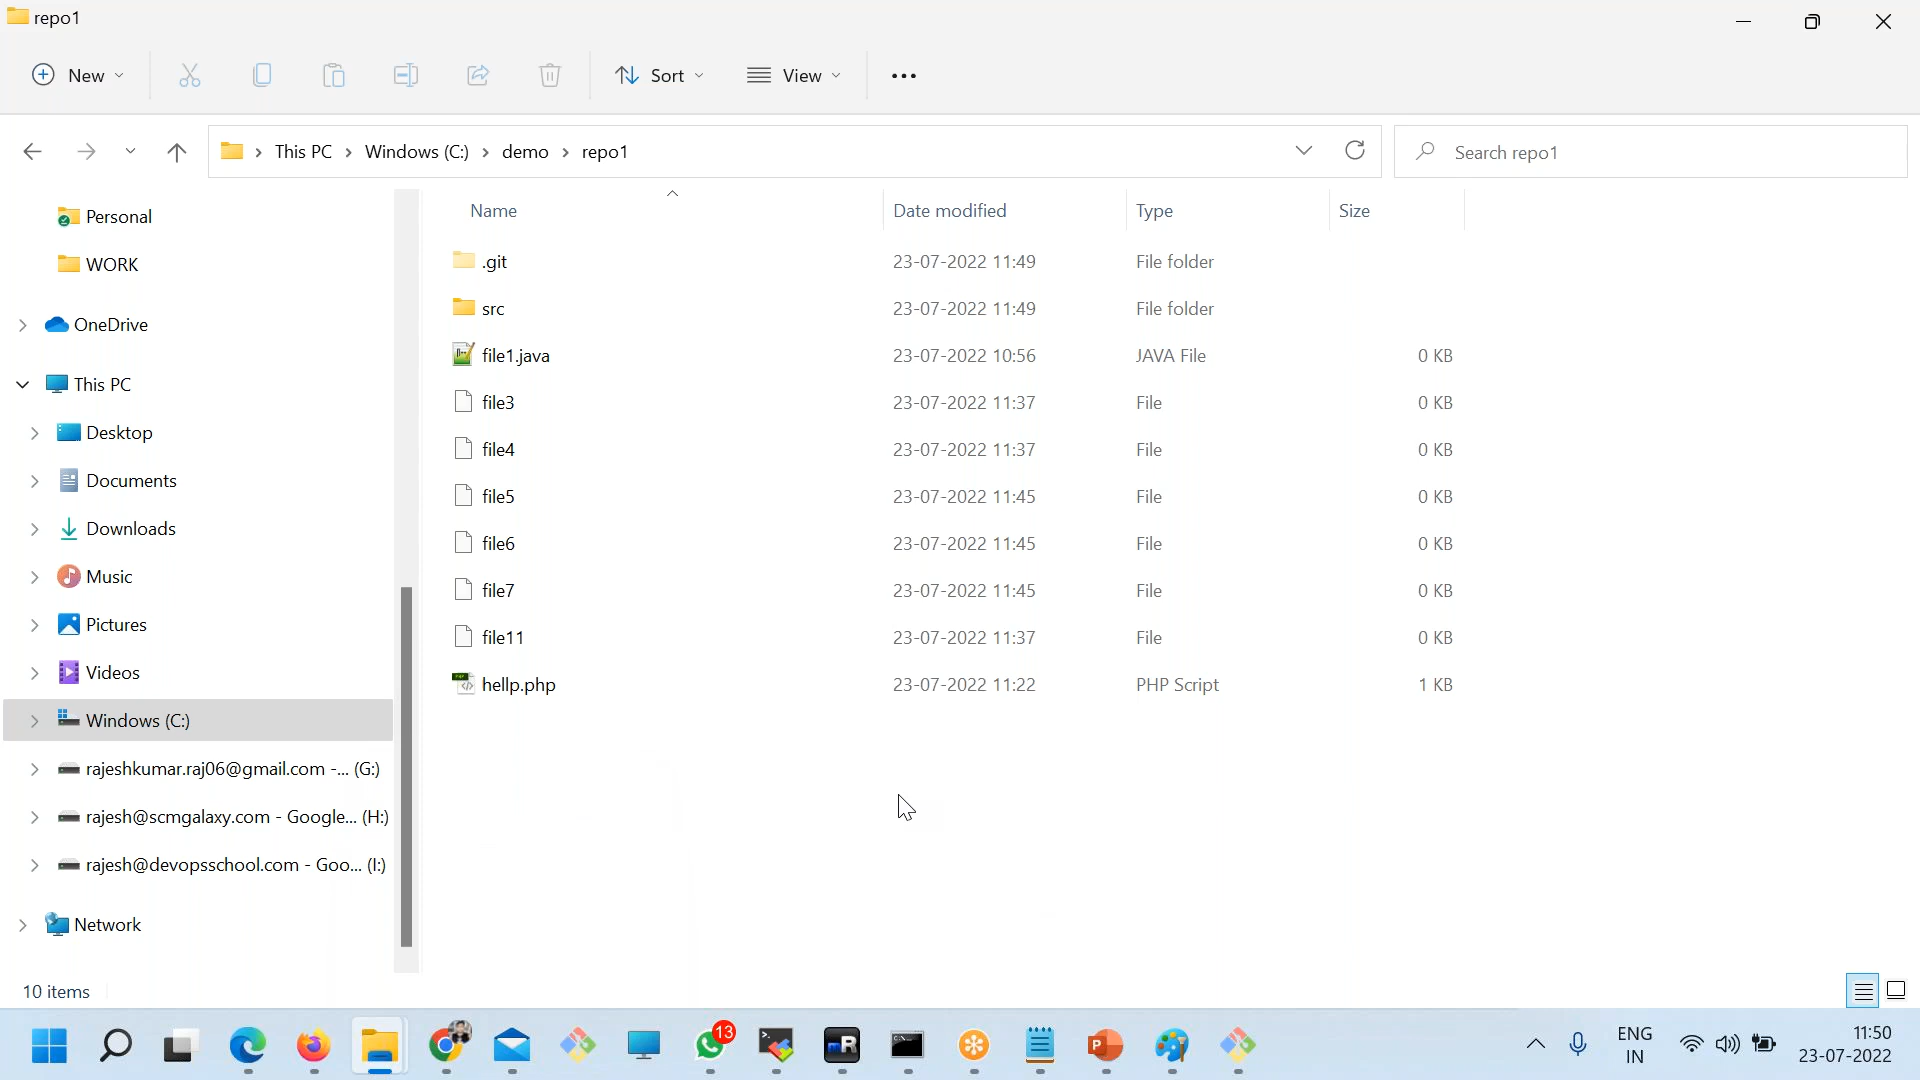 repo1
New
Sort
View
This PC
Windows (C:)
demo
repo1
Search repo1
Personal
WORK
OneDrive
This PC
Desktop
Documents
Downloads
Music
Pictures
Videos
Windows (C:)
rajeshkumar.raj06@gmail.com -... (G:)
rajesh@scmgalaxy.com - Google... (H:)
rajesh@devopsschool.com - Goo... (I:)
Network
Name Date modified Type Size
.git 23-07-2022 11:49 File folder
src 23-07-2022 11:49 File folder
file1.java 23-07-2022 10:56 JAVA File 0 KB
file3 23-07-2022 11:37 File 0 KB
file4 23-07-2022 11:37 File 0 KB
file5 23-07-2022 11:45 File 0 KB
file6 23-07-2022 11:45 File 0 KB
file7 23-07-2022 11:45 File 0 KB
file11 23-07-2022 11:37 File 0 KB
hellp.php 23-07-2022 11:22 PHP Script 1 KB
10 items
13
ENG
IN
11:50
23-07-2022